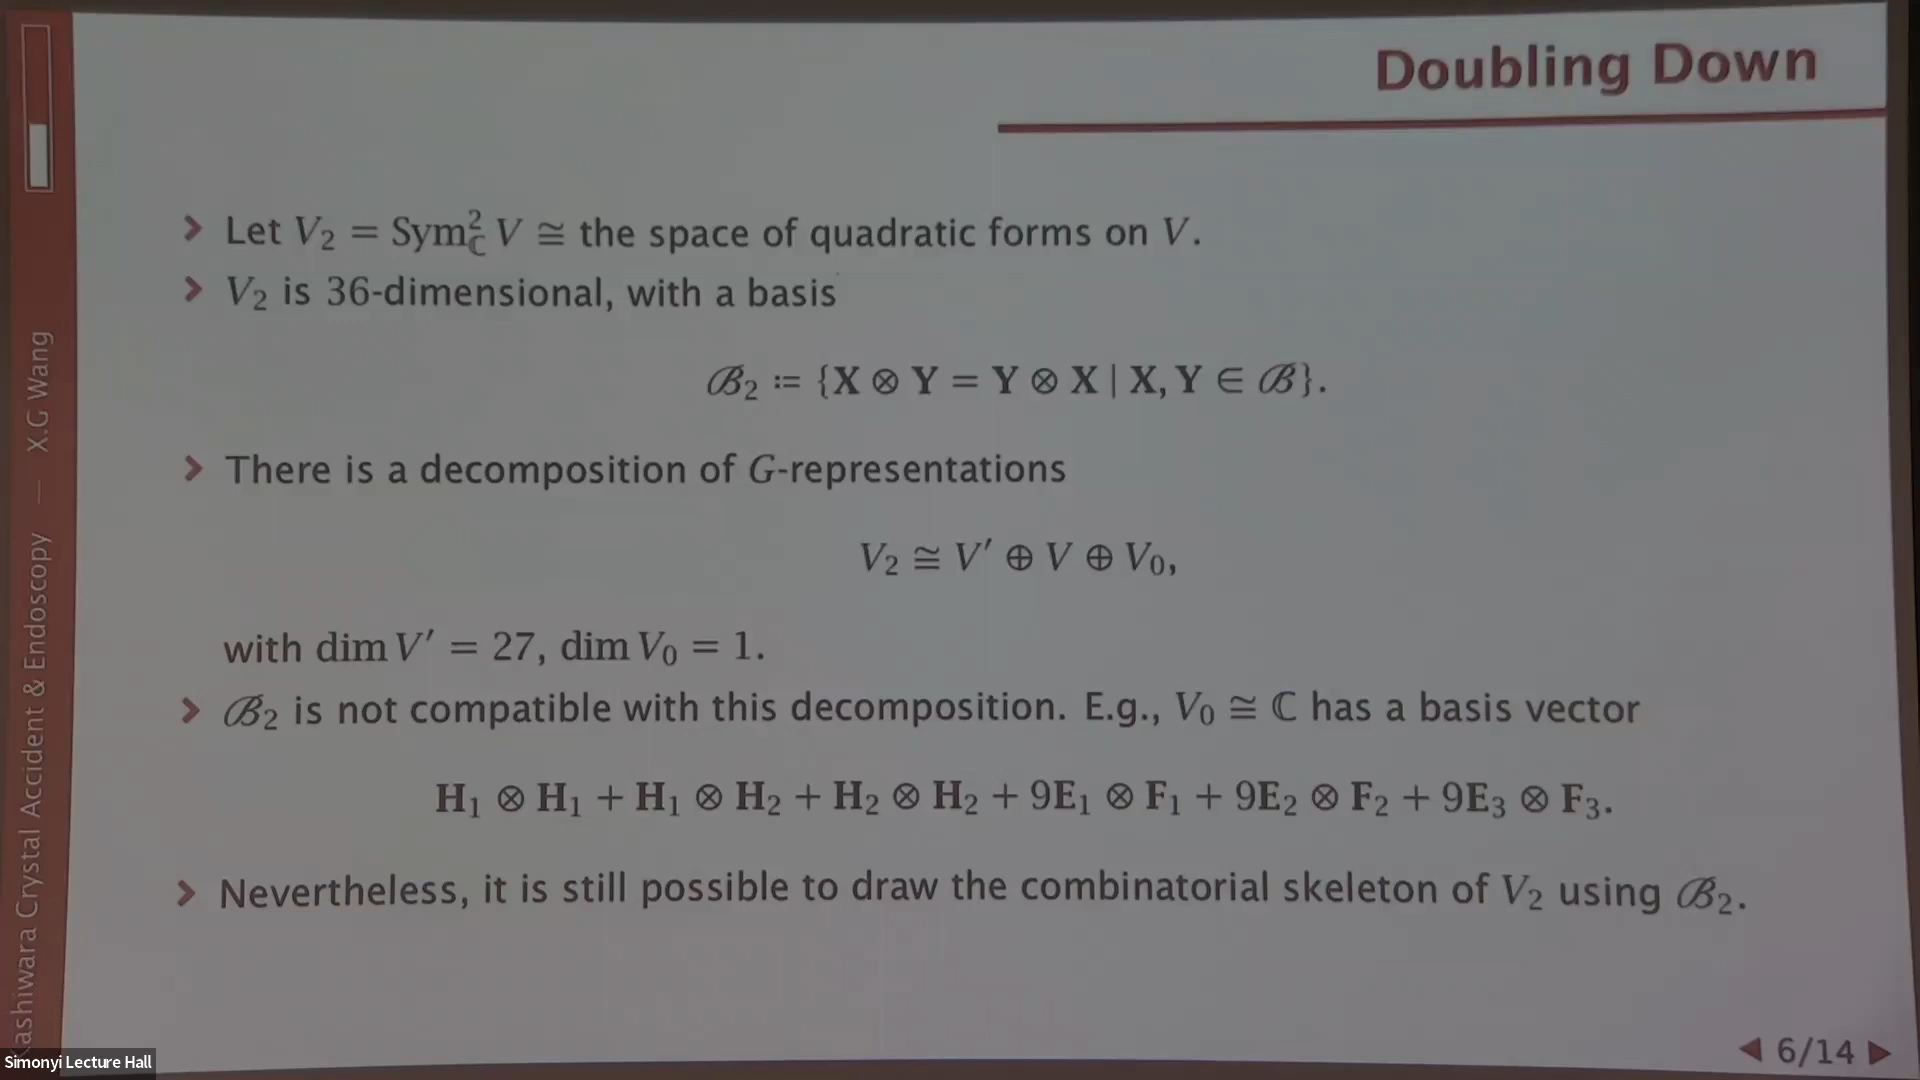 Doubling Down
Let V₂ = Sym²_ℂ V ≅ the space of quadratic forms on V.
V₂ is 36-dimensional, with a basis
ℬ₂ := {X ⊗ Y = Y ⊗ X | X, Y ∈ ℬ}.
There is a decomposition of G-representations
V₂ ≅ V′ ⊕ V ⊕ V₀,
with dim V′ = 27, dim V₀ = 1.
ℬ₂ is not compatible with this decomposition. E.g., V₀ ≅ ℂ has a basis vector
H₁ ⊗ H₁ + H₁ ⊗ H₂ + H₂ ⊗ H₂ + 9E₁ ⊗ F₁ + 9E₂ ⊗ F₂ + 9E₃ ⊗ F₃.
Nevertheless, it is still possible to draw the combinatorial skeleton of V₂ using ℬ₂.
6/14
ashiwara Crystal Accident & Endoscopy — X.G Wang
Simonyi Lecture Hall